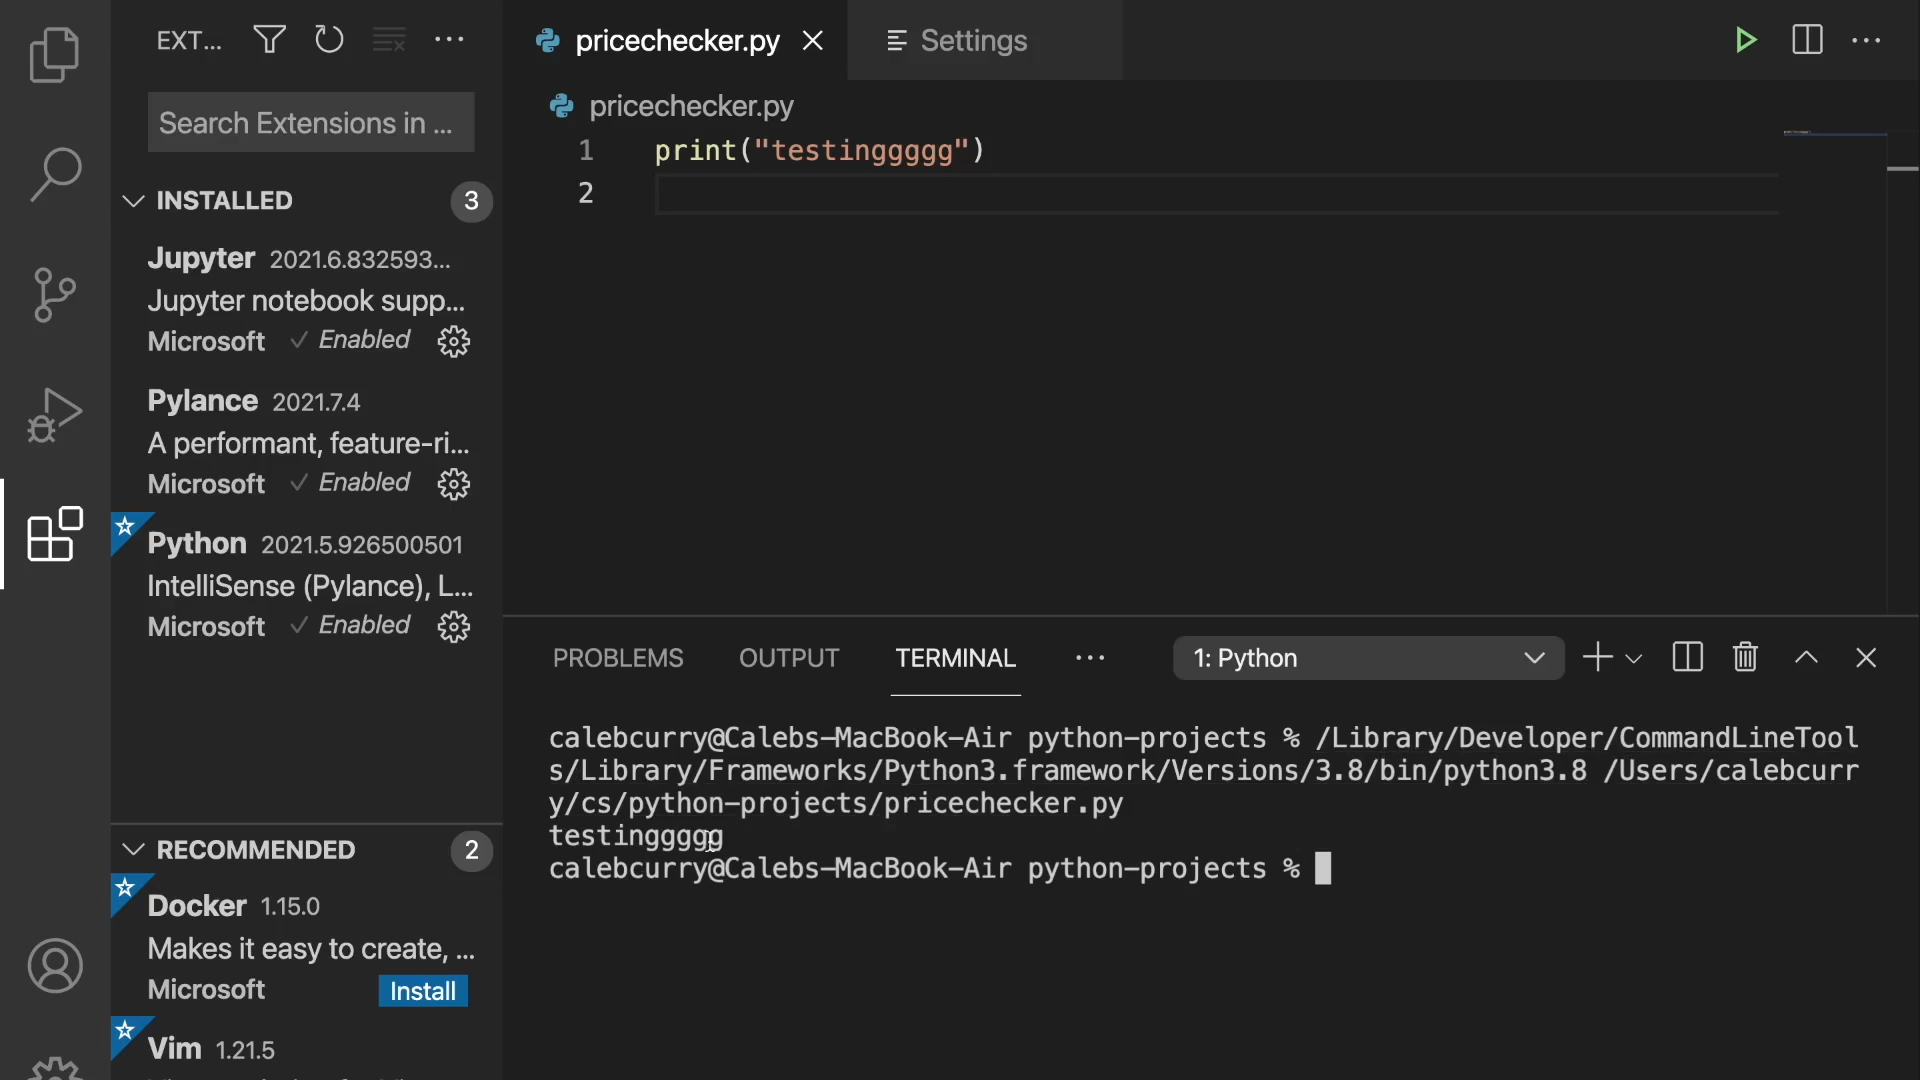 EXT...
Search Extensions in ...
INSTALLED 3
Jupyter 2021.6.832593...
Jupyter notebook supp...
Microsoft ✓ Enabled
Pylance 2021.7.4
A performant, feature-ri...
Microsoft ✓ Enabled
Python 2021.5.926500501
IntelliSense (Pylance), L...
Microsoft ✓ Enabled
RECOMMENDED 2
Docker 1.15.0
Makes it easy to create, ...
Microsoft Install
Vim 1.21.5
pricechecker.py Settings
pricechecker.py
1 print("testinggggg")
2
PROBLEMS OUTPUT TERMINAL ... 1: Python
calebcurry@Calebs-MacBook-Air python-projects % /Library/Developer/CommandLineTool
s/Library/Frameworks/Python3.framework/Versions/3.8/bin/python3.8 /Users/calebcurr
y/cs/python-projects/pricechecker.py
testinggggg
calebcurry@Calebs-MacBook-Air python-projects %